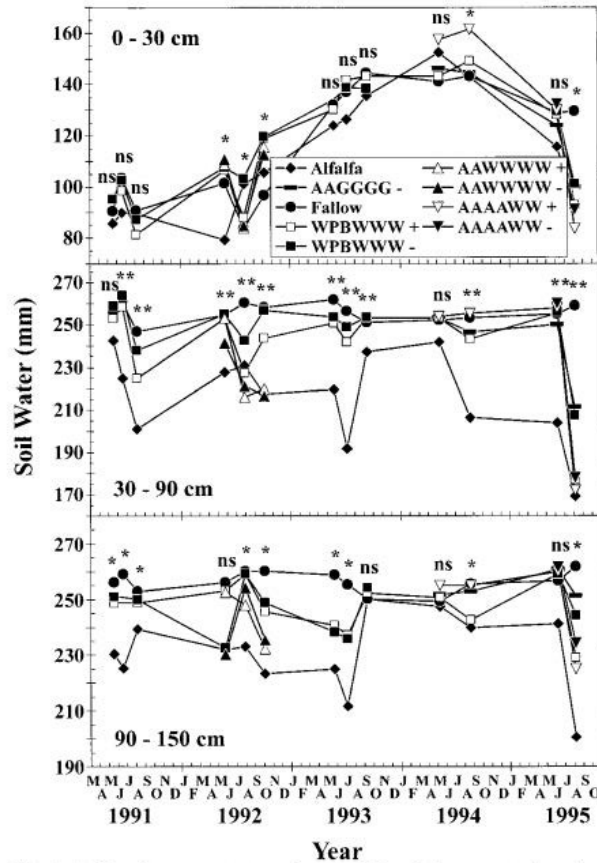 160
0 - 30 cm
*
ns
140
ns
ns
ns
ns
ns
*
120
*
*
ns
*
*
100
ns
*
80
Alfalfa
AAWWWW +
AAGGGG -
AAWWWW -
Fallow
AAAAWW +
WPBWWW +
AAAAWW -
WPBWWW -
270
ns
**
**
**
**
**
**
**
**
ns
**
**
**
250
230
210
190
170
30 - 90 cm
Soil Water (mm)
270
*
*
*
ns
*
*
*
*
ns
ns
*
ns
*
250
230
210
190
90 - 150 cm
M M J S N J M M J S N J M M J S N J M M J S N J M M J S
A J A O D F A J A O D F A J A O D F A J A O D F A J A O
1991 1992 1993 1994 1995
Year